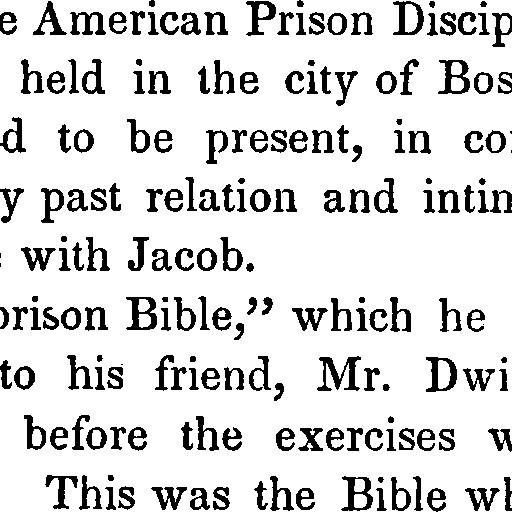 e American Prison Discip
held in the city of Bos
d to be present, in co
y past relation and intim
with Jacob.
prison Bible,” which he
to his friend, Mr. Dwi
before the exercises w
This was the Bible wh